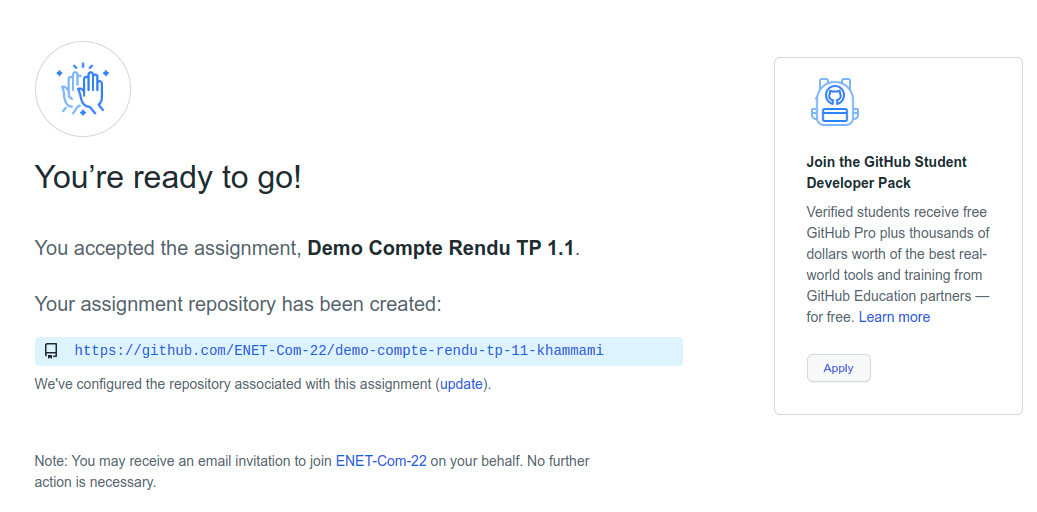 You’re ready to go!
You accepted the assignment, Demo Compte Rendu TP 1.1.
Your assignment repository has been created:
https://github.com/ENET-Com-22/demo-compte-rendu-tp-11-khammami
We've configured the repository associated with this assignment (update).
Note: You may receive an email invitation to join ENET-Com-22 on your behalf. No further
action is necessary.
Join the GitHub Student
Developer Pack
Verified students receive free
GitHub Pro plus thousands of
dollars worth of the best real-
world tools and training from
GitHub Education partners —
for free. Learn more
Apply